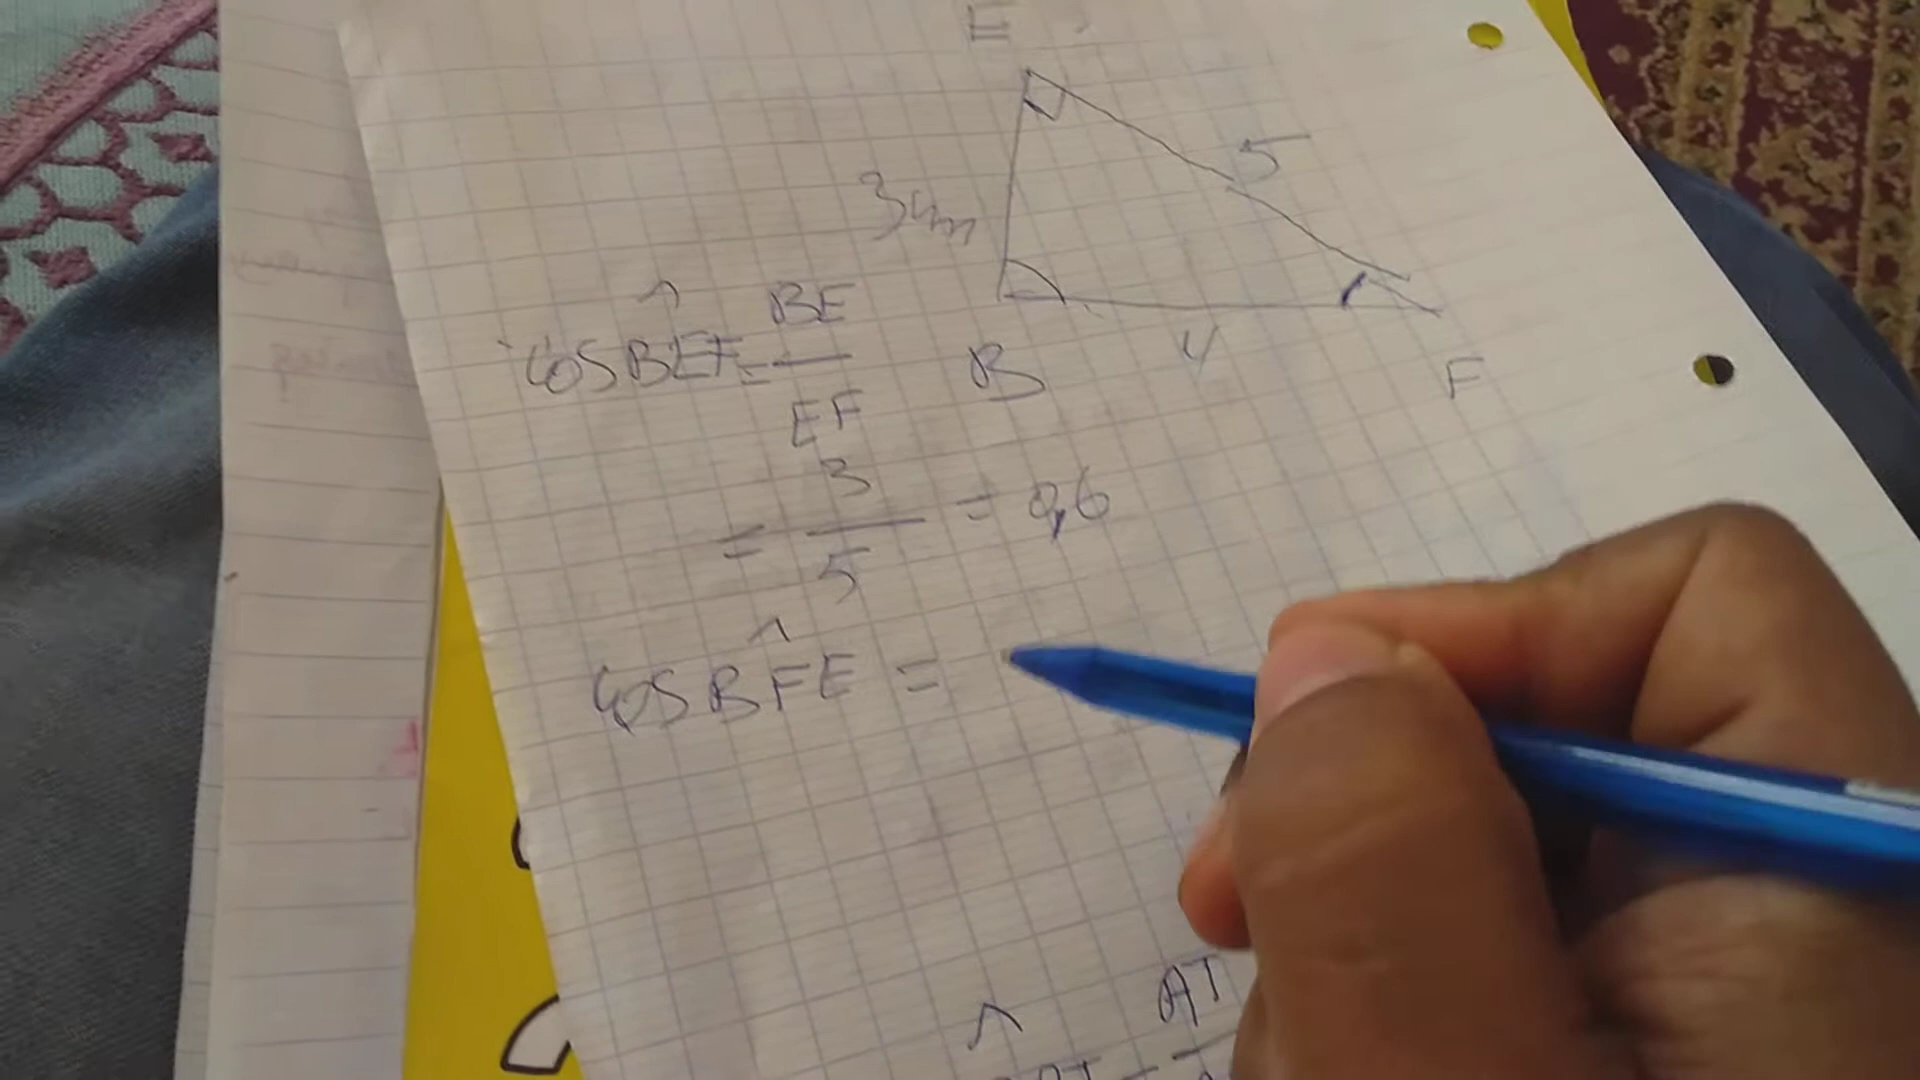 E
5
3cm
cos BEF = BE
EF
B
4
F
= 3/5 = 0,6
cos BFE =
AT